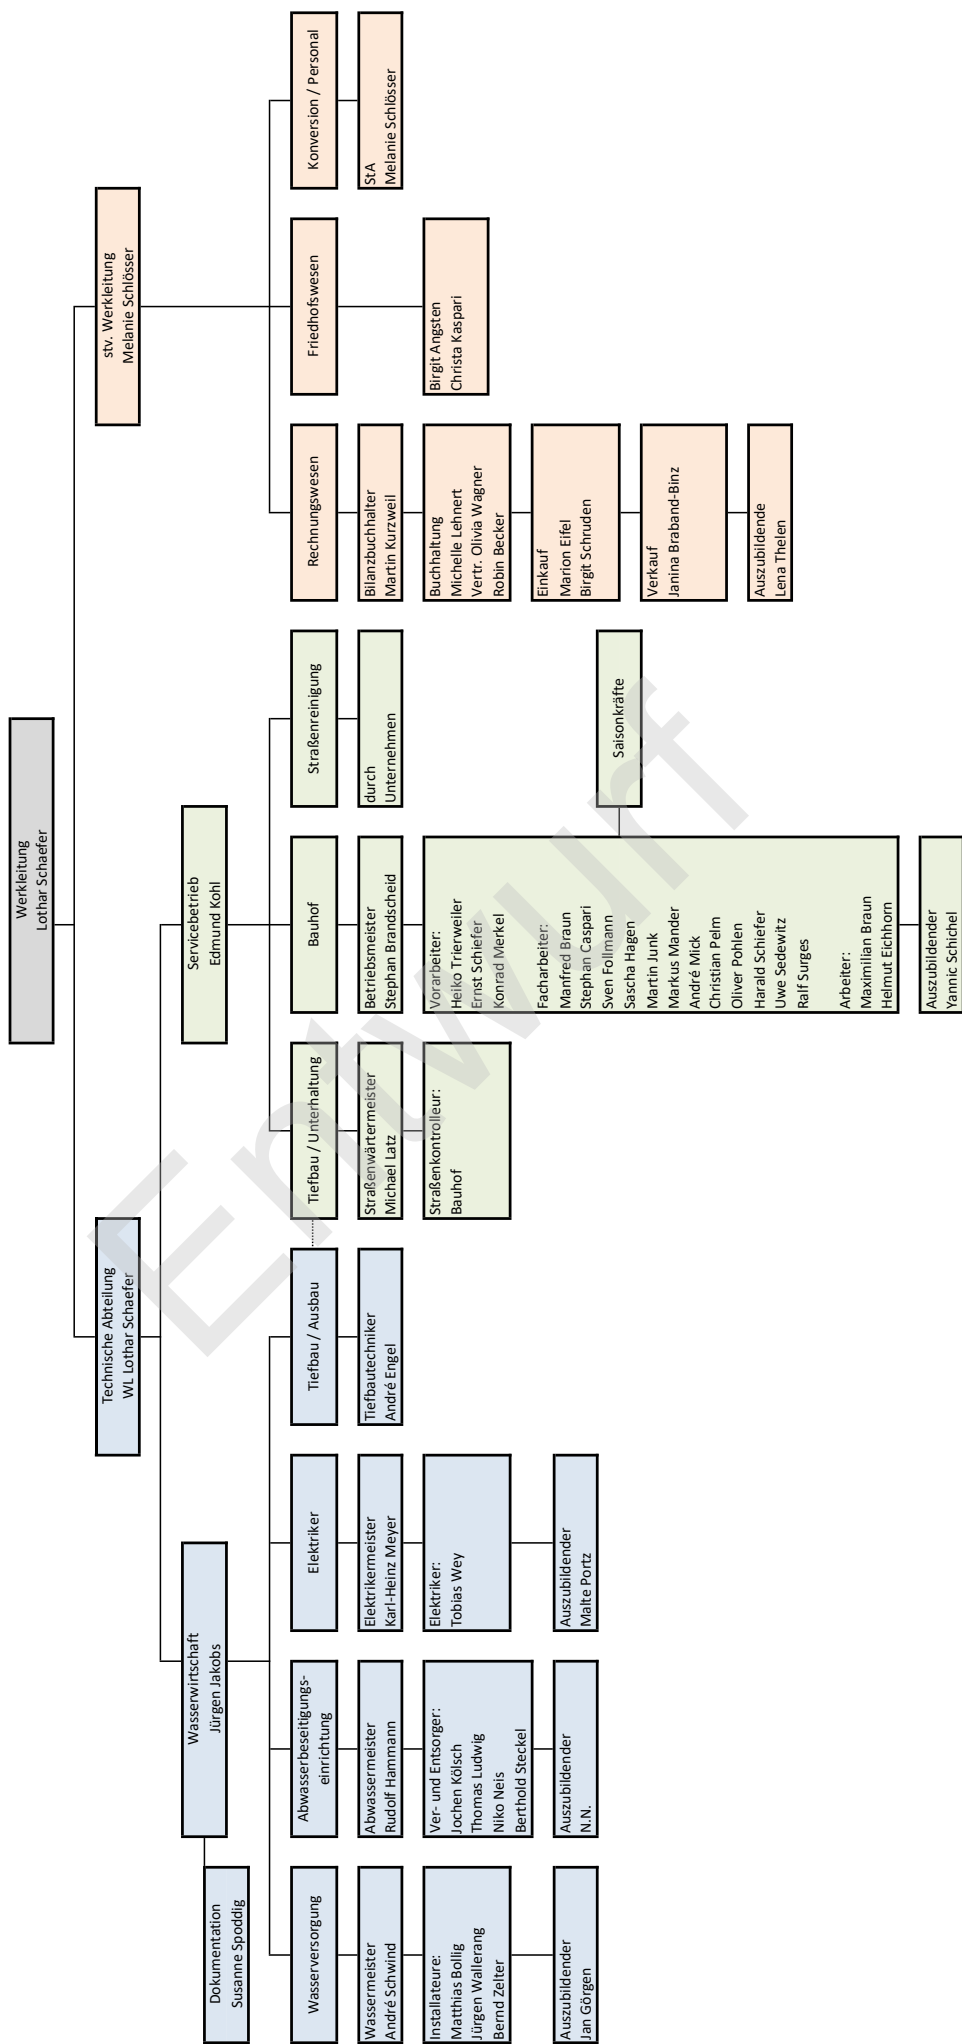 Werkleitung
Lothar Schaefer
Technische Abteilung
WL Lothar Schaefer
stv. Werkleitung
Melanie Schlösser
Wasserwirtschaft
Jürgen Jakobs
Servicebetrieb
Edmund Kohl
Dokumentation
Susanne Spoddig
Wasserversorgung
Abwasserbeseitigungs-
einrichtung
Elektriker
Tiefbau / Ausbau
Tiefbau / Unterhaltung
Bauhof
Straßenreinigung
Rechnungswesen
Friedhofswesen
Konversion / Personal
Wassermeister
André Schwind
Abwassermeister
Rudolf Hammann
Elektrikermeister
Karl-Heinz Meyer
Tiefbautechniker
André Engel
Straßenwärtermeister
Michael Latz
Betriebsmeister
Stephan Brandscheid
durch
Unternehmen
Bilanzbuchhalter
Martin Kurzweil
StA
Melanie Schlösser
Installateure:
Matthias Bollig
Jürgen Wallerang
Bernd Zelter
Ver- und Entsorger:
Jochen Kölsch
Thomas Ludwig
Niko Neis
Berthold Steckel
Elektriker:
Tobias Wey
Straßenkontrolleur:
Bauhof
Vorarbeiter:
Heiko Trierweiler
Ernst Schiefer
Konrad Merkel
Facharbeiter:
Manfred Braun
Stephan Caspari
Sven Follmann
Sascha Hagen
Martin Junk
Markus Mander
André Mick
Christian Pelm
Oliver Pohlen
Harald Schiefer
Uwe Sedewitz
Ralf Surges
Arbeiter:
Maximilian Braun
Helmut Eichhorn
Saisonkräfte
Buchhaltung
Michelle Lehnert
Vertr. Olivia Wagner
Robin Becker
Birgit Angsten
Christa Kaspari
Einkauf
Marion Eifel
Birgit Schruden
Verkauf
Janina Braband-Binz
Auszubildende
Lena Thelen
Auszubildender
Jan Görgen
Auszubildender
N.N.
Auszubildender
Malte Portz
Auszubildender
Yannic Schichel
Entwurf